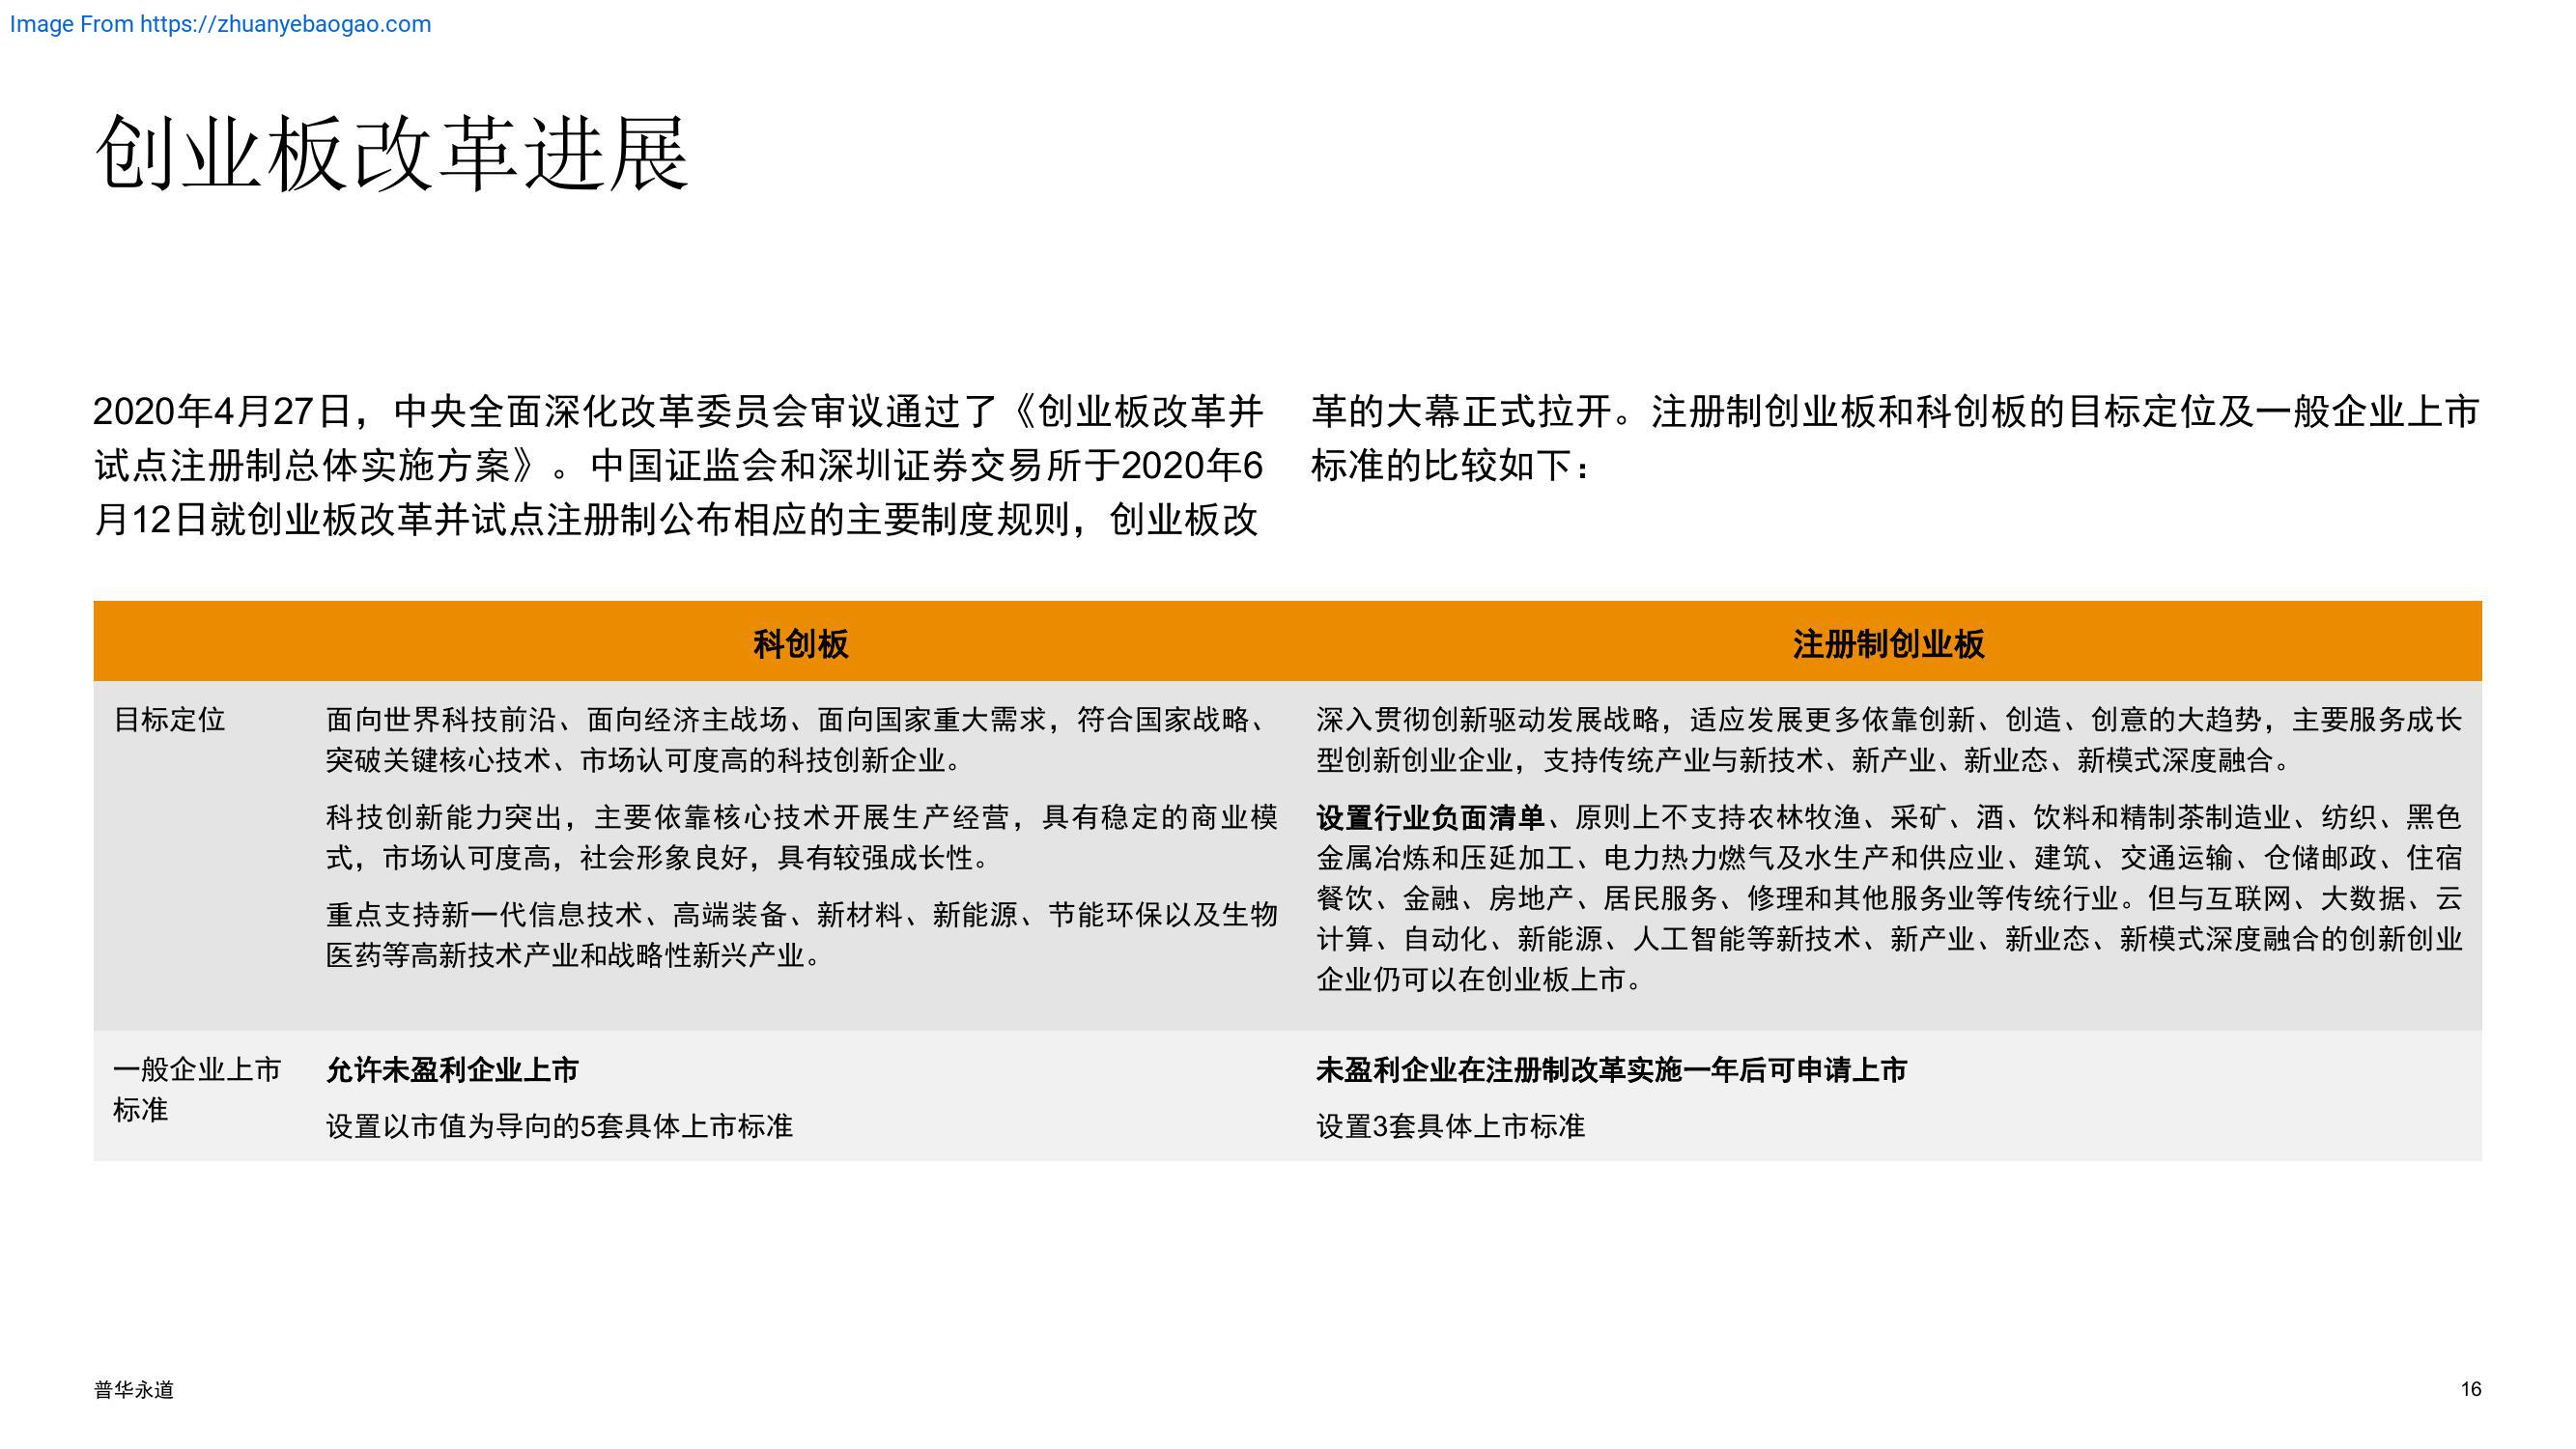 Image From https://zhuanyebaogao.com
创业板改革进展
2020年4月27日，中央全面深化改革委员会审议通过了《创业板改革并
试点注册制总体实施方案》。中国证监会和深圳证券交易所于2020年6
月12日就创业板改革并试点注册制公布相应的主要制度规则，创业板改
革的大幕正式拉开。注册制创业板和科创板的目标定位及一般企业上市
标准的比较如下：
科创板
注册制创业板
目标定位
面向世界科技前沿、面向经济主战场、面向国家重大需求，符合国家战略、
突破关键核心技术、市场认可度高的科技创新企业。
科技创新能力突出，主要依靠核心技术开展生产经营，具有稳定的商业模
式，市场认可度高，社会形象良好，具有较强成长性。
重点支持新一代信息技术、高端装备、新材料、新能源、节能环保以及生物
医药等高新技术产业和战略性新兴产业。
深入贯彻创新驱动发展战略，适应发展更多依靠创新、创造、创意的大趋势，主要服务成长
型创新创业企业，支持传统产业与新技术、新产业、新业态、新模式深度融合。
设置行业负面清单、原则上不支持农林牧渔、采矿、酒、饮料和精制茶制造业、纺织、黑色
金属冶炼和压延加工、电力热力燃气及水生产和供应业、建筑、交通运输、仓储邮政、住宿
餐饮、金融、房地产、居民服务、修理和其他服务业等传统行业。但与互联网、大数据、云
计算、自动化、新能源、人工智能等新技术、新产业、新业态、新模式深度融合的创新创业
企业仍可以在创业板上市。
一般企业上市
标准
允许未盈利企业上市
设置以市值为导向的5套具体上市标准
未盈利企业在注册制改革实施一年后可申请上市
设置3套具体上市标准
普华永道
16